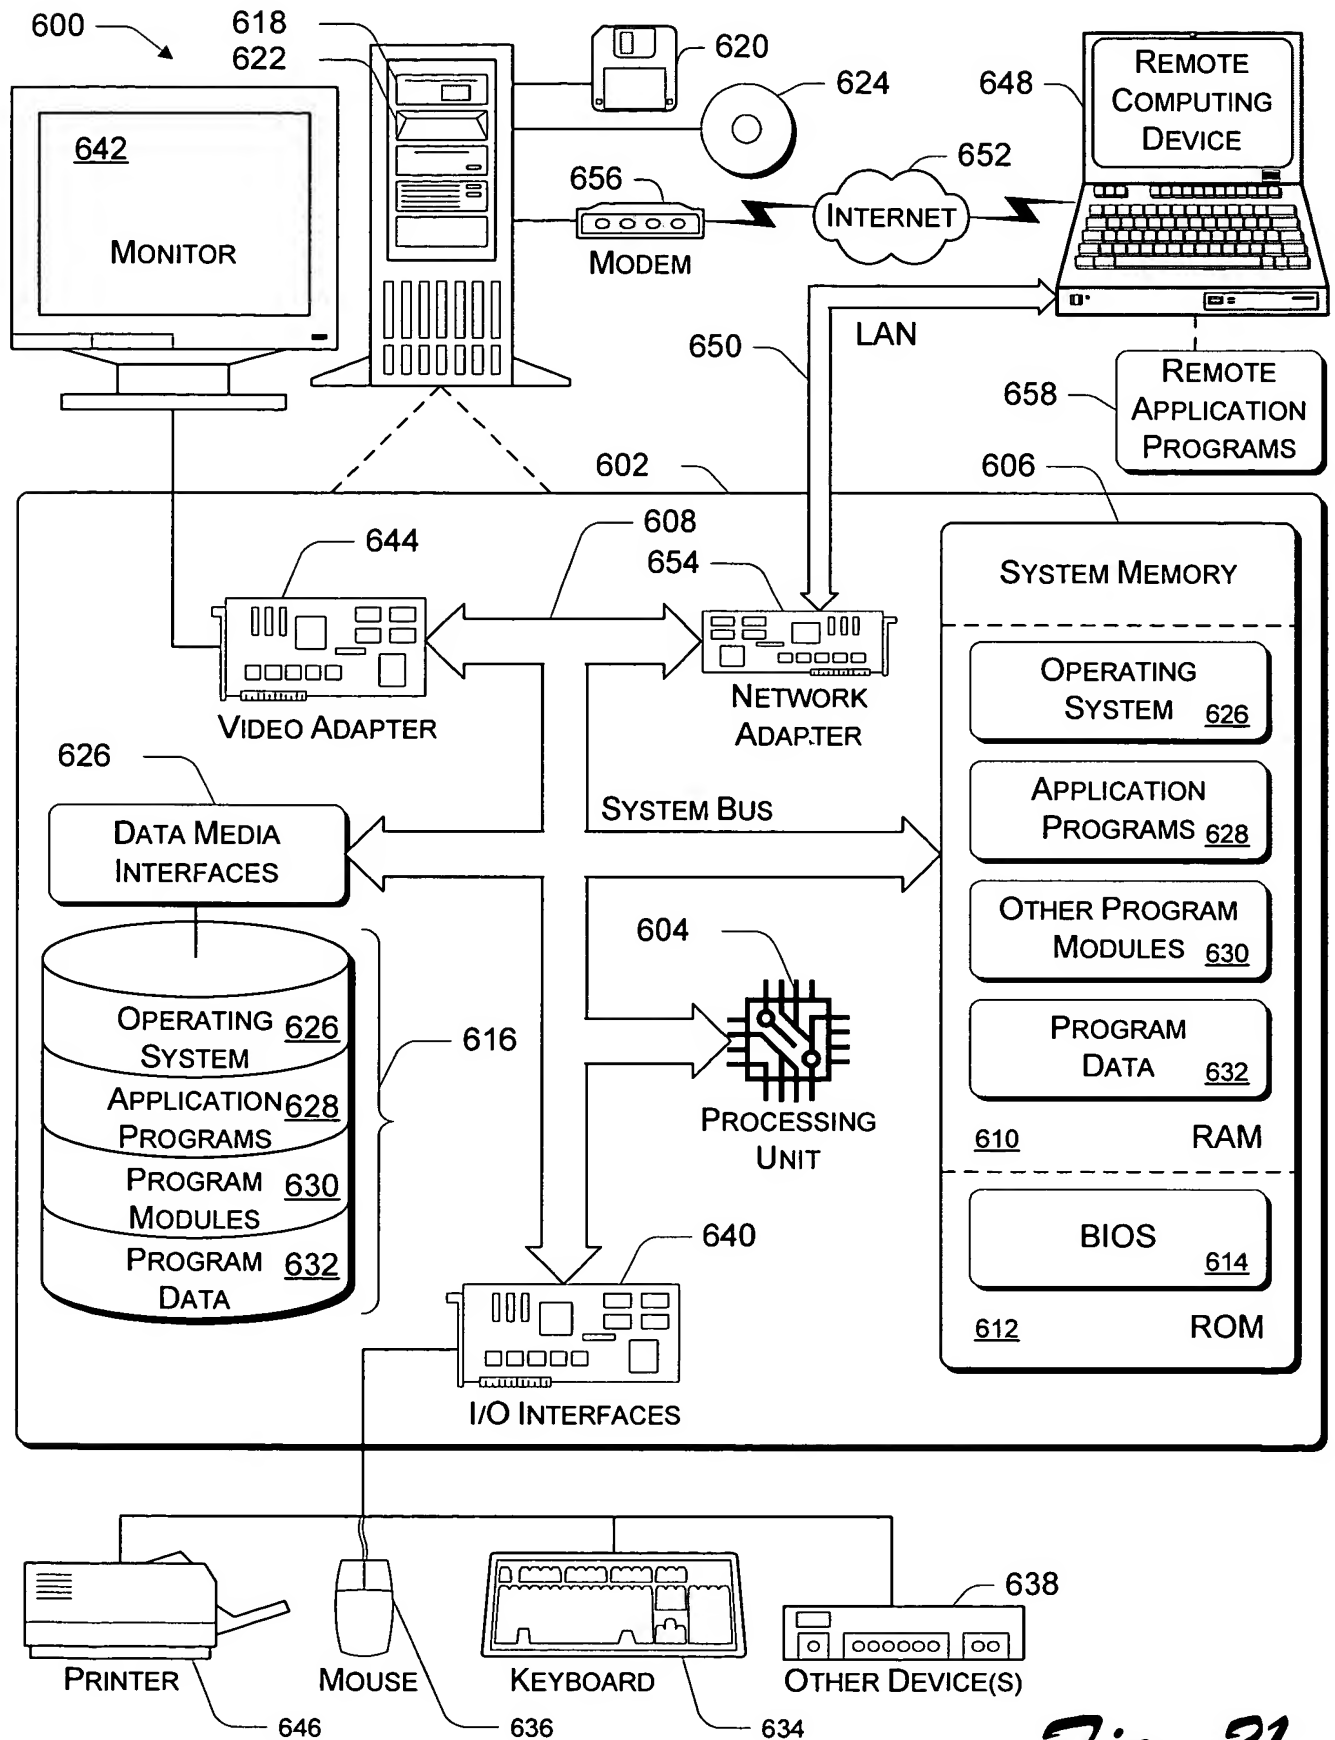 600
618
622
620
624
648
REMOTE
COMPUTING
DEVICE
642
MONITOR
656
MODEM
652
INTERNET
LAN
650
658
REMOTE
APPLICATION
PROGRAMS
602
606
644
608
654
VIDEO ADAPTER
NETWORK
ADAPTER
SYSTEM MEMORY
OPERATING
SYSTEM 626
APPLICATION
PROGRAMS 628
OTHER PROGRAM
MODULES 630
PROGRAM
DATA 632
610 RAM
BIOS
614
612 ROM
626
DATA MEDIA
INTERFACES
SYSTEM BUS
604
PROCESSING
UNIT
OPERATING
SYSTEM 626
APPLICATION
PROGRAMS 628
PROGRAM
MODULES 630
PROGRAM
DATA 632
616
640
I/O INTERFACES
PRINTER
646
MOUSE
636
KEYBOARD
634
638
OTHER DEVICE(S)